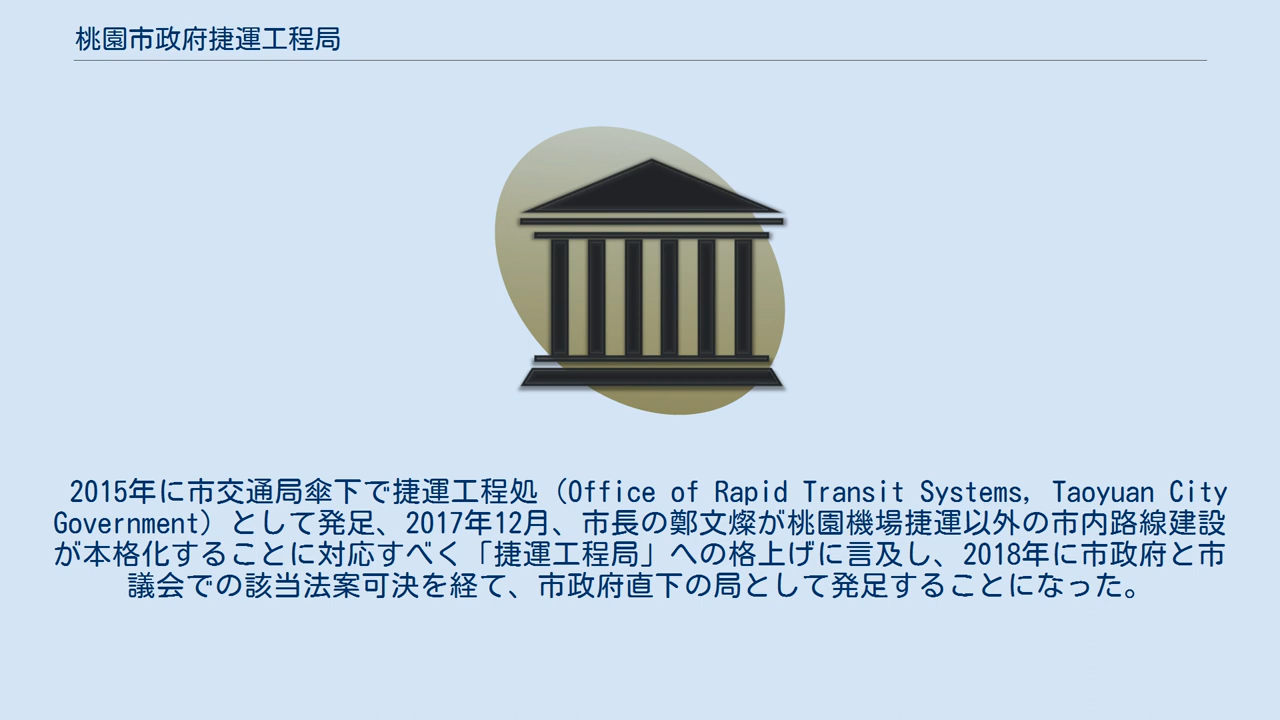 桃園市政府捷運工程局
2015年に市交通局傘下で捷運工程処（Office of Rapid Transit Systems, Taoyuan City
Government）として発足、2017年12月、市長の鄭文燦が桃園機場捷運以外の市内路線建設
が本格化することに対応すべく「捷運工程局」への格上げに言及し、2018年に市政府と市
議会での該当法案可決を経て、市政府直下の局として発足することになった。